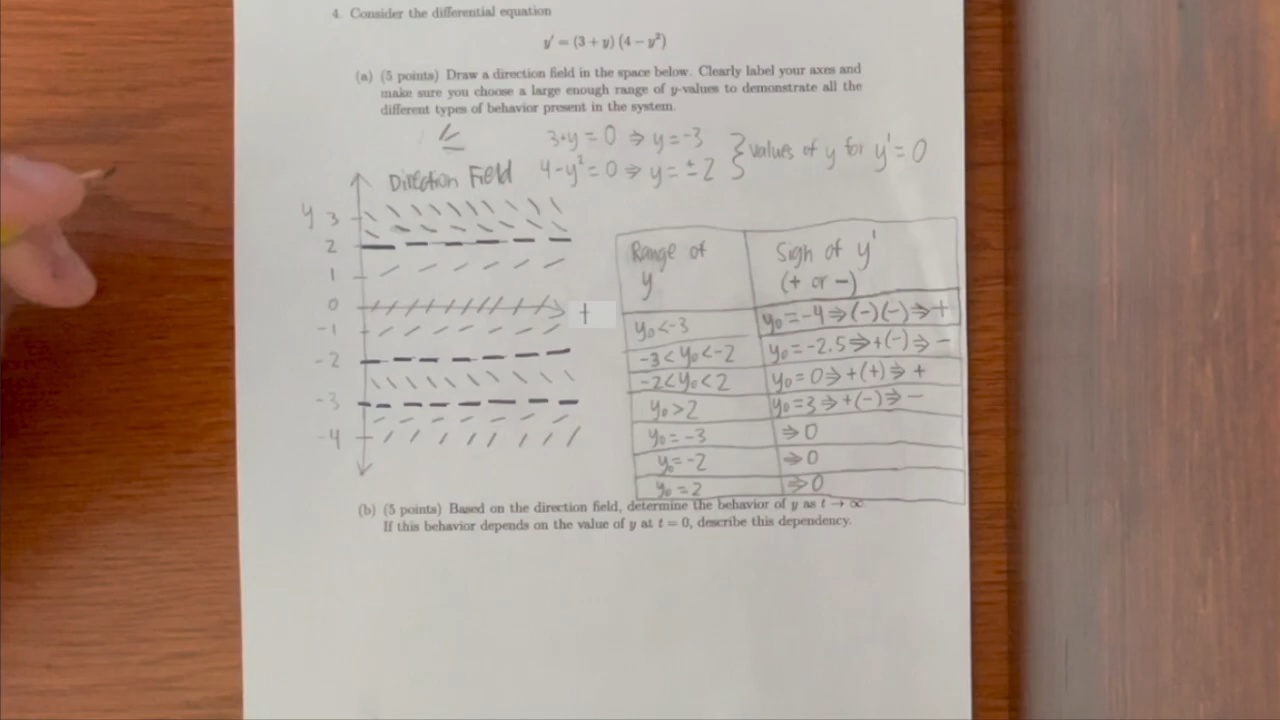 4. Consider the differential equation
y' = (3 + y) (4 − y²)
(a) (5 points) Draw a direction field in the space below. Clearly label your axes and
make sure you choose a large enough range of y-values to demonstrate all the
different types of behavior present in the system.
3+y = 0 ⇒ y = -3
4-y² = 0 ⇒ y = ± 2
} values of y for y' = 0
Direction Field
y 3
2
1
0
-1
-2
-3
-4
t
Range of y
Sign of y' (+ or -)
y₀ < -3
y₀ = -4 ⇒ (-)(-) ⇒ +
-3 < y₀ < -2
y₀ = -2.5 ⇒ +(-) ⇒ -
-2 < y₀ < 2
y₀ = 0 ⇒ +(+) ⇒ +
y₀ > 2
y₀ = 3 ⇒ +(-) ⇒ -
y₀ = -3
⇒ 0
y₀ = -2
⇒ 0
y₀ = 2
⇒ 0
(b) (5 points) Based on the direction field, determine the behavior of y as t → ∞.
If this behavior depends on the value of y at t = 0, describe this dependency.